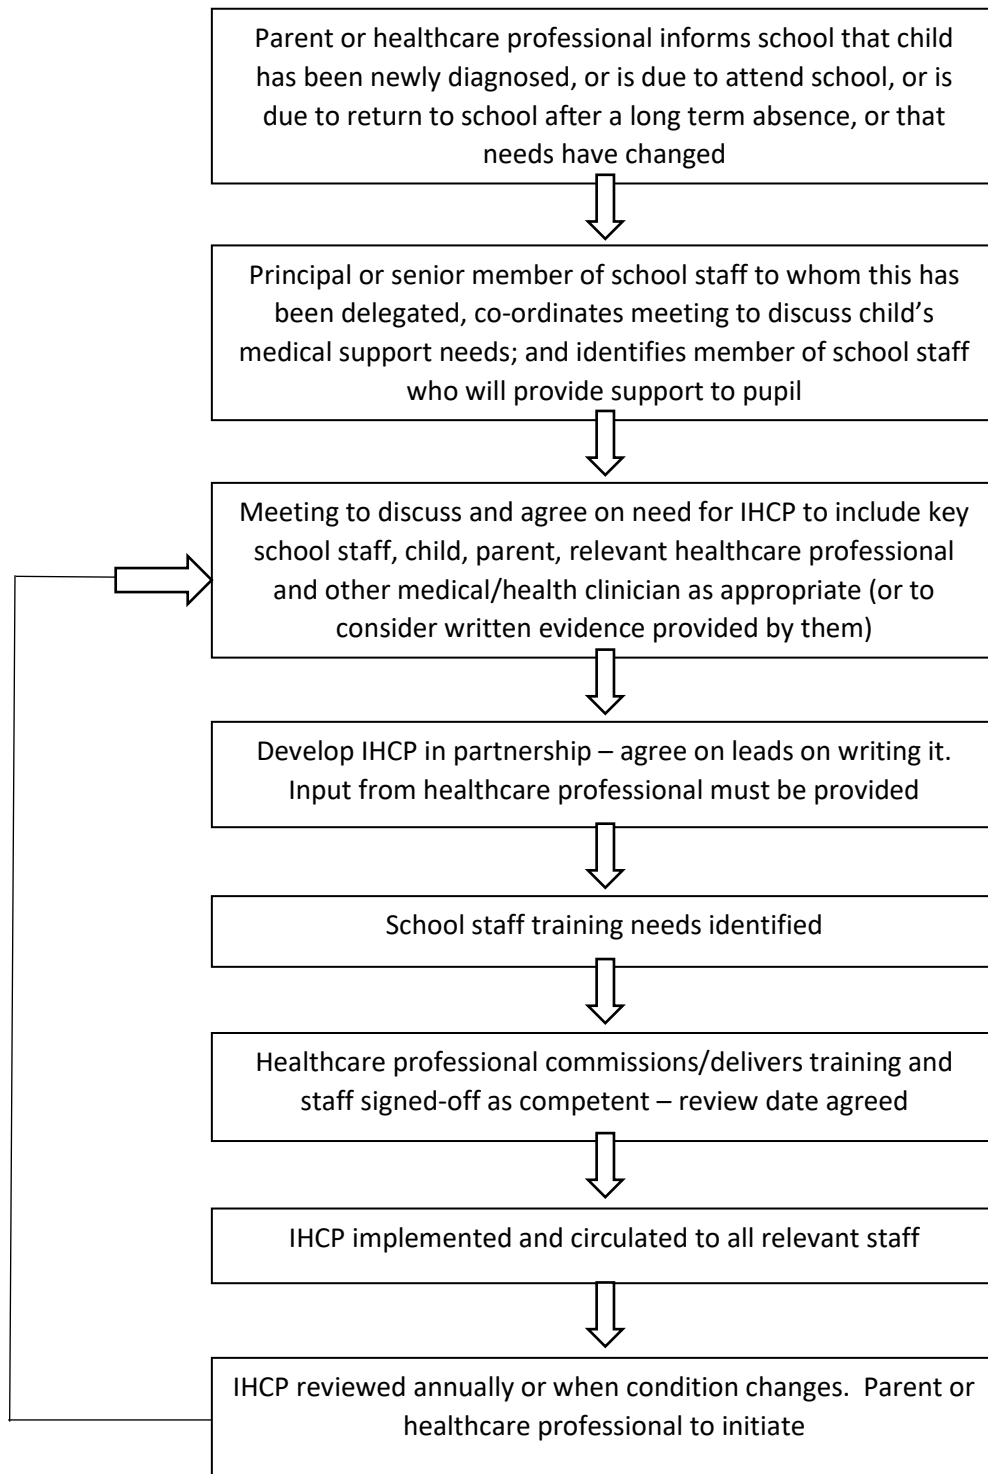 Parent or healthcare professional informs school that child
has been newly diagnosed, or is due to attend school, or is
due to return to school after a long term absence, or that
needs have changed
Principal or senior member of school staff to whom this has
been delegated, co-ordinates meeting to discuss child’s
medical support needs; and identifies member of school staff
who will provide support to pupil
Meeting to discuss and agree on need for IHCP to include key
school staff, child, parent, relevant healthcare professional
and other medical/health clinician as appropriate (or to
consider written evidence provided by them)
Develop IHCP in partnership – agree on leads on writing it.
Input from healthcare professional must be provided
School staff training needs identified
Healthcare professional commissions/delivers training and
staff signed-off as competent – review date agreed
IHCP implemented and circulated to all relevant staff
IHCP reviewed annually or when condition changes.  Parent or
healthcare professional to initiate